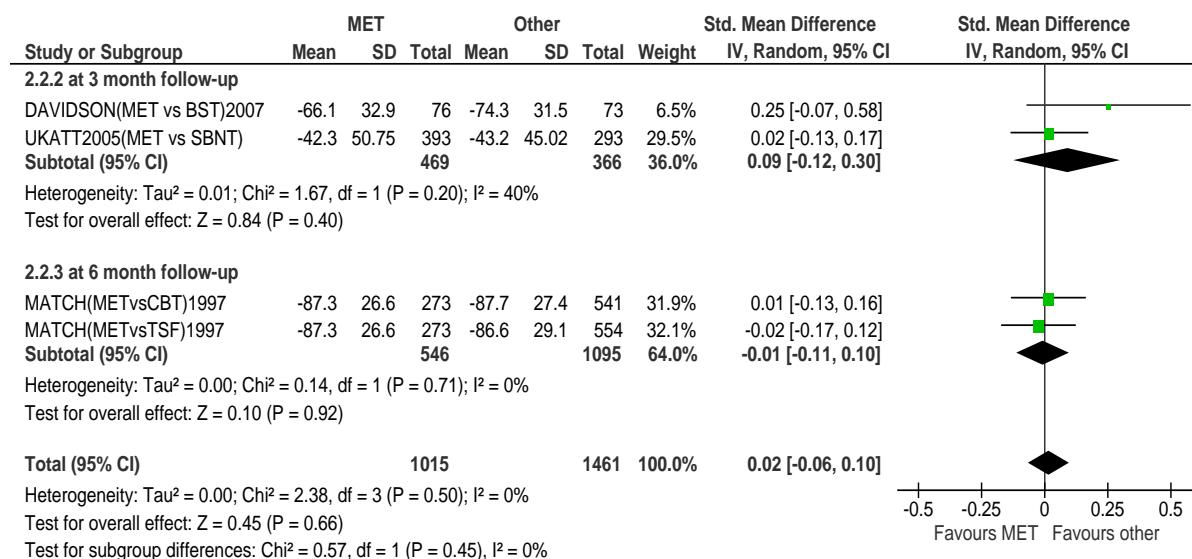 MET Other Std. Mean Difference Std. Mean Difference
Study or Subgroup Mean SD Total Mean SD Total Weight IV, Random, 95% CI IV, Random, 95% CI
2.2.2 at 3 month follow-up
DAVIDSON(MET vs BST)2007 -66.1 32.9 76 -74.3 31.5 73 6.5% 0.25 [-0.07, 0.58]
UKATT2005(MET vs SBNT) -42.3 50.75 393 -43.2 45.02 293 29.5% 0.02 [-0.13, 0.17]
Subtotal (95% CI) 469 366 36.0% 0.09 [-0.12, 0.30]
Heterogeneity: Tau² = 0.01; Chi² = 1.67, df = 1 (P = 0.20); I² = 40%
Test for overall effect: Z = 0.84 (P = 0.40)
2.2.3 at 6 month follow-up
MATCH(METvsCBT)1997 -87.3 26.6 273 -87.7 27.4 541 31.9% 0.01 [-0.13, 0.16]
MATCH(METvsTSF)1997 -87.3 26.6 273 -86.6 29.1 554 32.1% -0.02 [-0.17, 0.12]
Subtotal (95% CI) 546 1095 64.0% -0.01 [-0.11, 0.10]
Heterogeneity: Tau² = 0.00; Chi² = 0.14, df = 1 (P = 0.71); I² = 0%
Test for overall effect: Z = 0.10 (P = 0.92)
Total (95% CI) 1015 1461 100.0% 0.02 [-0.06, 0.10]
Heterogeneity: Tau² = 0.00; Chi² = 2.38, df = 3 (P = 0.50); I² = 0%
Test for overall effect: Z = 0.45 (P = 0.66)
Test for subgroup differences: Chi² = 0.57, df = 1 (P = 0.45), I² = 0%
-0.5 -0.25 0 0.25 0.5
Favours MET Favours other